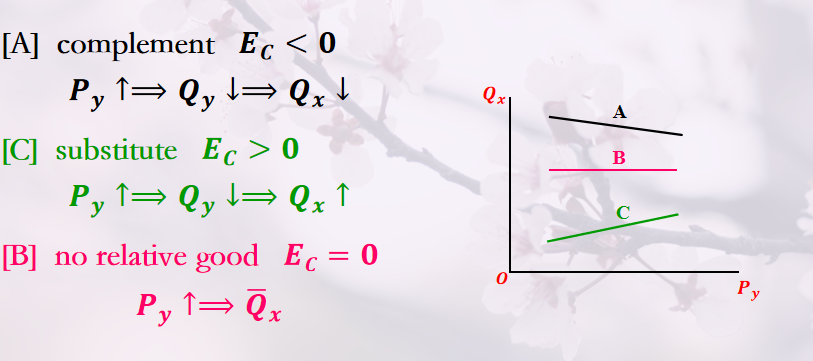 [A] complement E_C < 0
P_y ↑⟹ Q_y ↓⟹ Q_x ↓
[C] substitute E_C > 0
P_y ↑⟹ Q_y ↓⟹ Q_x ↑
[B] no relative good E_C = 0
P_y ↑⟹ Q̅_x
Q_x
A
B
C
O
P_y